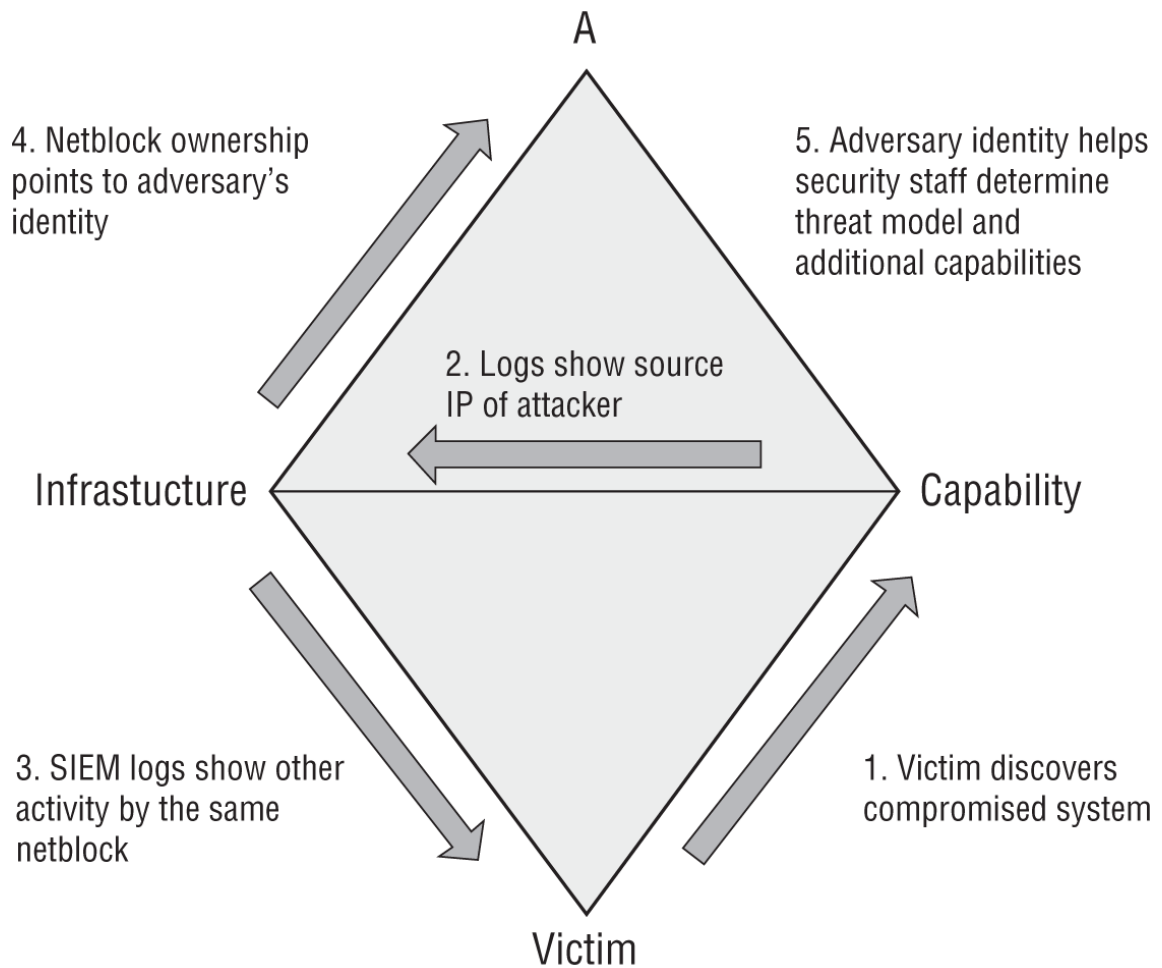 A
4. Netblock ownership
points to adversary’s
identity
5. Adversary identity helps
security staff determine
threat model and
additional capabilities
2. Logs show source
IP of attacker
Infrastucture
Capability
3. SIEM logs show other
activity by the same
netblock
1. Victim discovers
compromised system
Victim